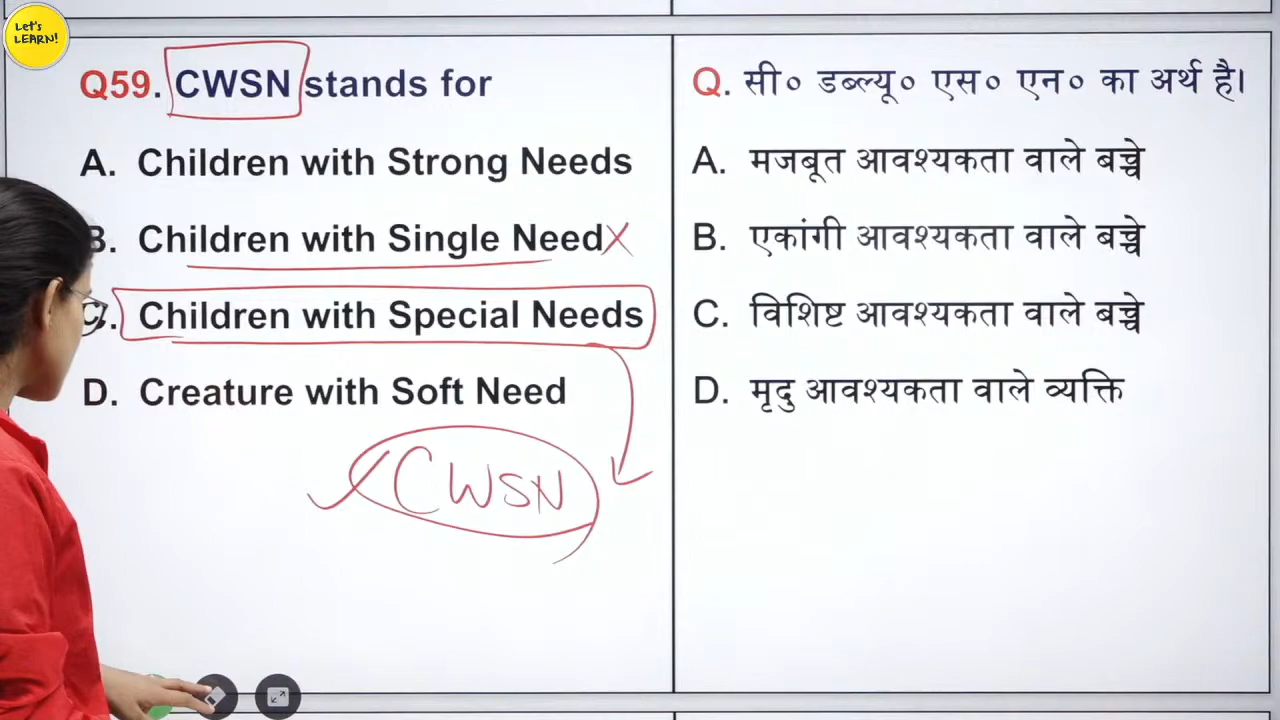 Let's
LEARN!
Q59. CWSN stands for
A. Children with Strong Needs
B. Children with Single Need
C. Children with Special Needs
D. Creature with Soft Need
CWSN
Q. सी० डब्ल्यू० एस० एन० का अर्थ है।
A. मजबूत आवश्यकता वाले बच्चे
B. एकांगी आवश्यकता वाले बच्चे
C. विशिष्ट आवश्यकता वाले बच्चे
D. मृदु आवश्यकता वाले व्यक्ति